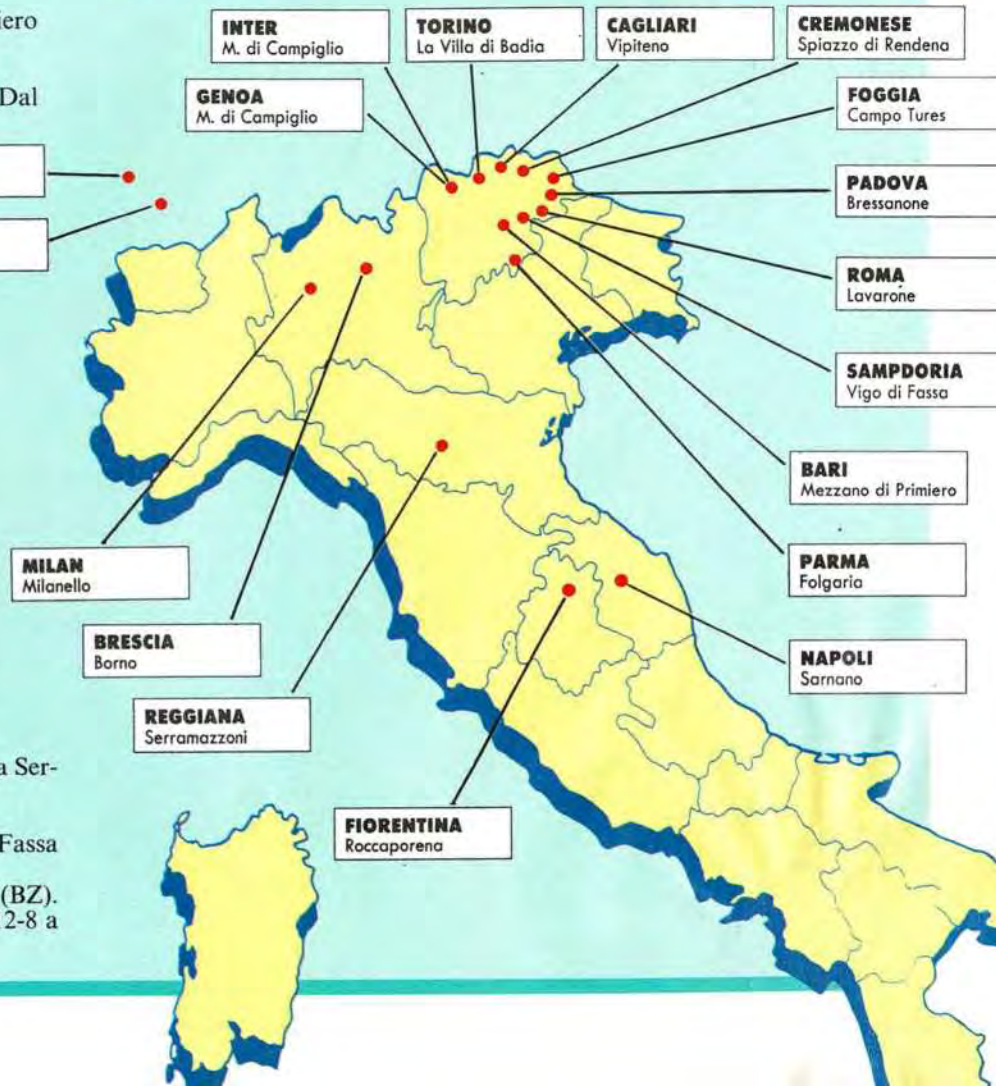 iero
Dal
INTER
M. di Campiglio
TORINO
La Villa di Badia
CAGLIARI
Vipiteno
CREMONESE
Spiazzo di Rendena
GENOA
M. di Campiglio
FOGGIA
Campo Tures
PADOVA
Bressanone
ROMA
Lavarone
SAMPDORIA
Vigo di Fassa
BARI
Mezzano di Primiero
PARMA
Folgaria
NAPOLI
Sarnano
MILAN
Milanello
BRESCIA
Borno
REGGIANA
Serramazzoni
FIORENTINA
Roccaporena
a Ser-
Fassa
(BZ).
2-8 a